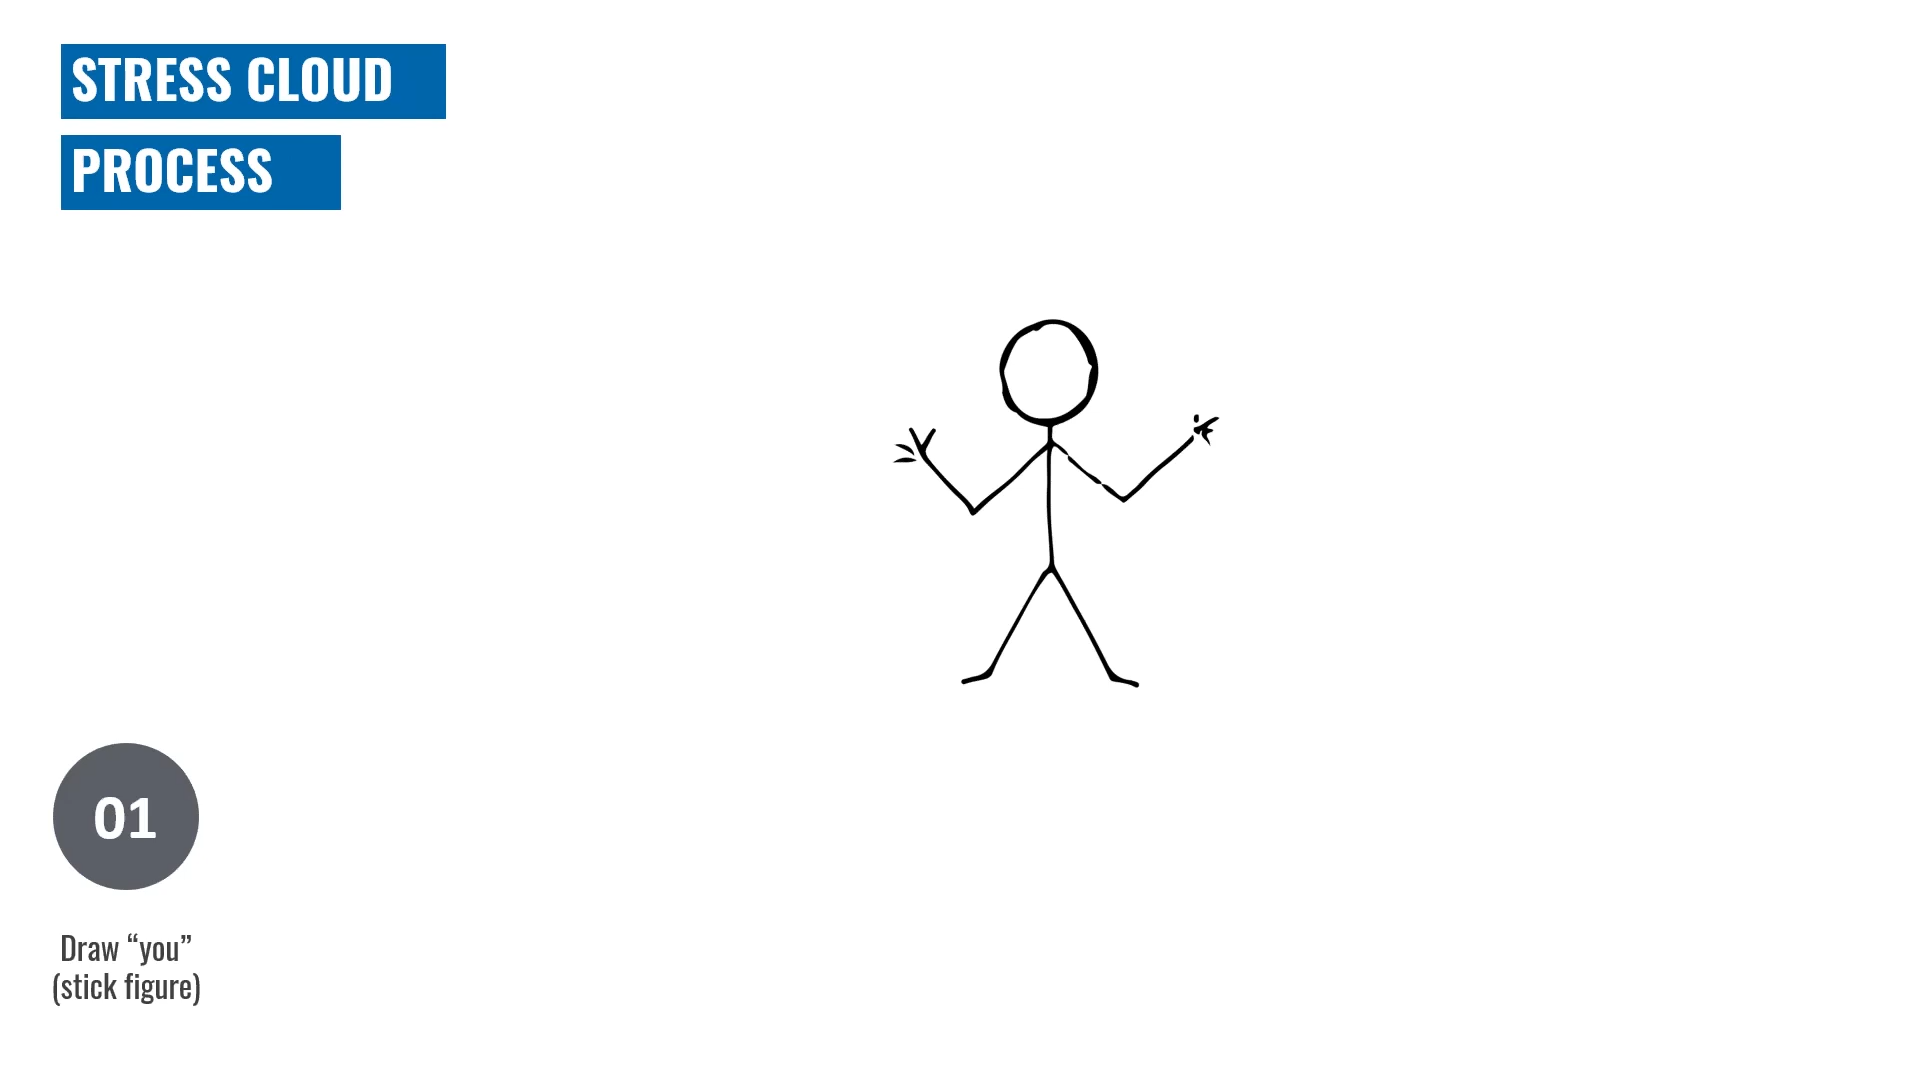 STRESS CLOUD
PROCESS
01
Draw “you”
(stick figure)